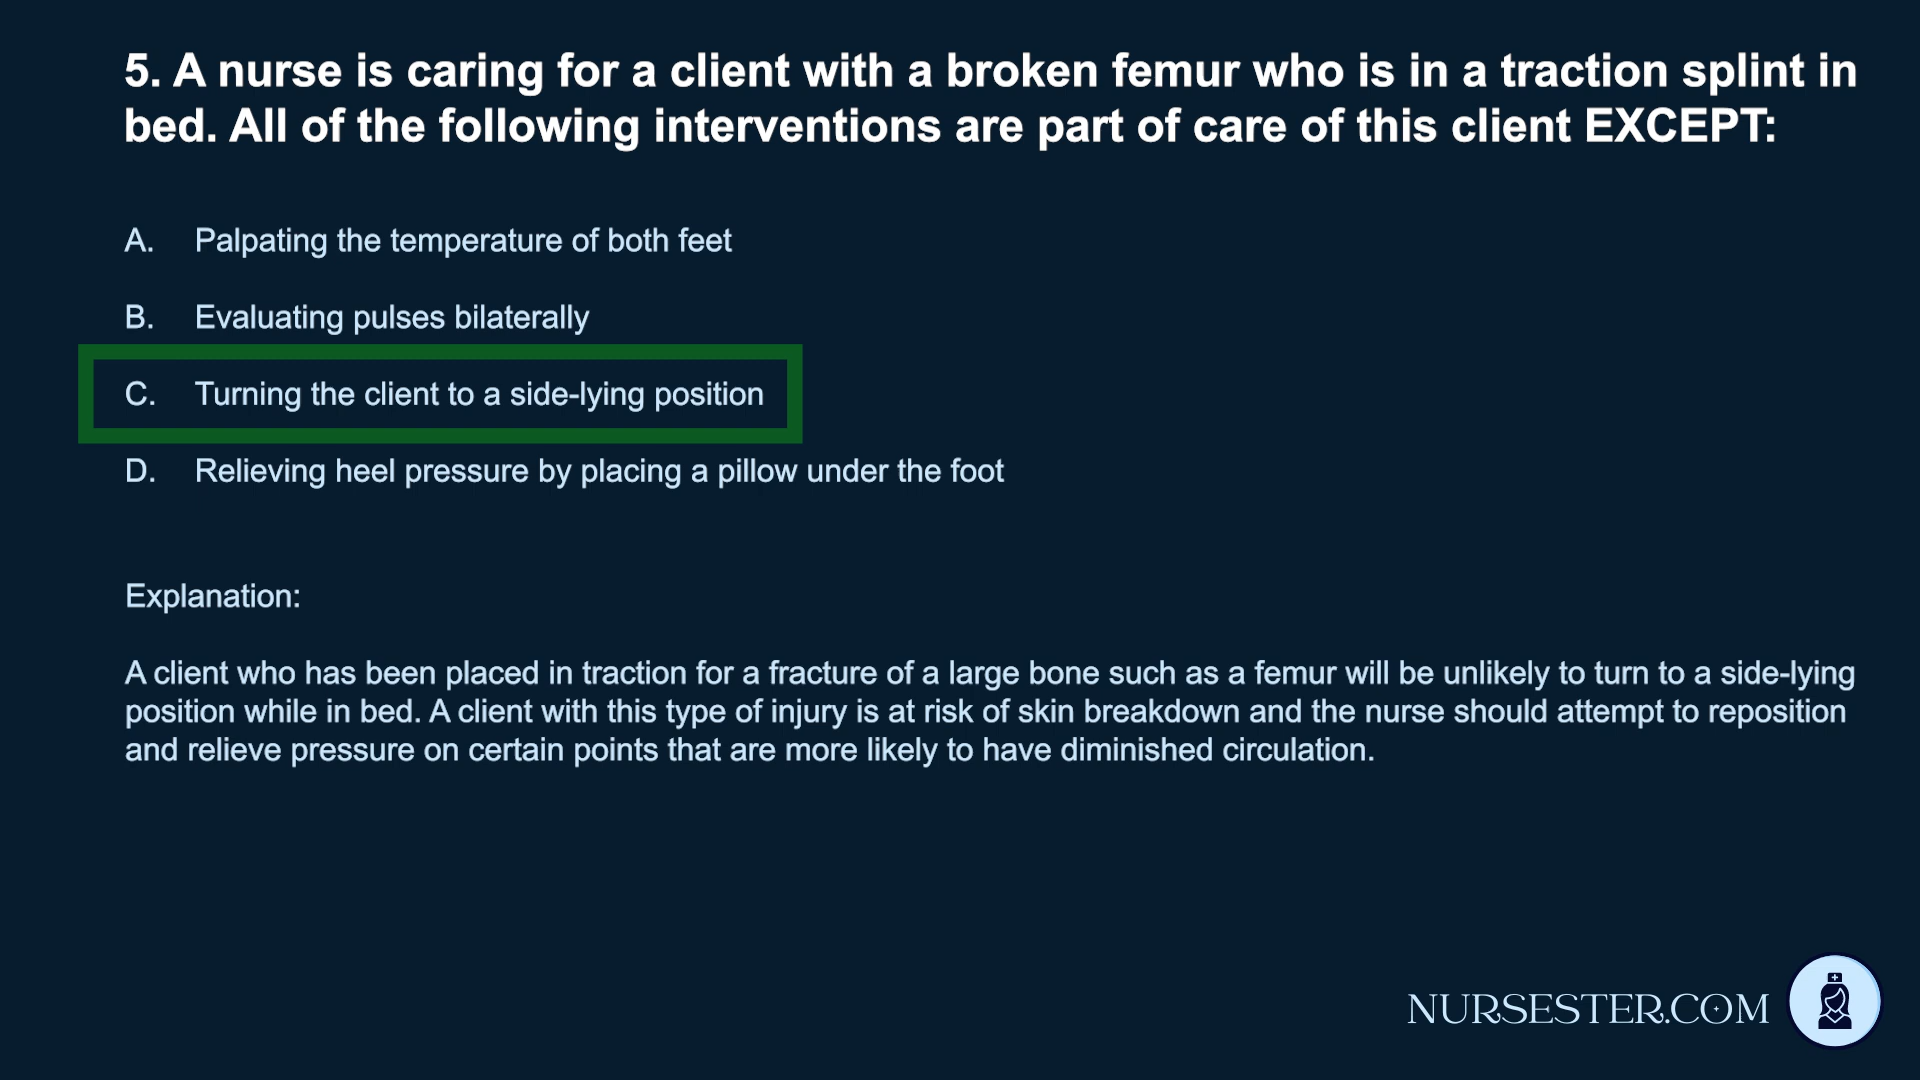 5. A nurse is caring for a client with a broken femur who is in a traction splint in
bed. All of the following interventions are part of care of this client EXCEPT:
A. Palpating the temperature of both feet
B. Evaluating pulses bilaterally
C. Turning the client to a side-lying position
D. Relieving heel pressure by placing a pillow under the foot
Explanation:
A client who has been placed in traction for a fracture of a large bone such as a femur will be unlikely to turn to a side-lying
position while in bed. A client with this type of injury is at risk of skin breakdown and the nurse should attempt to reposition
and relieve pressure on certain points that are more likely to have diminished circulation.
NURSESTER.COM